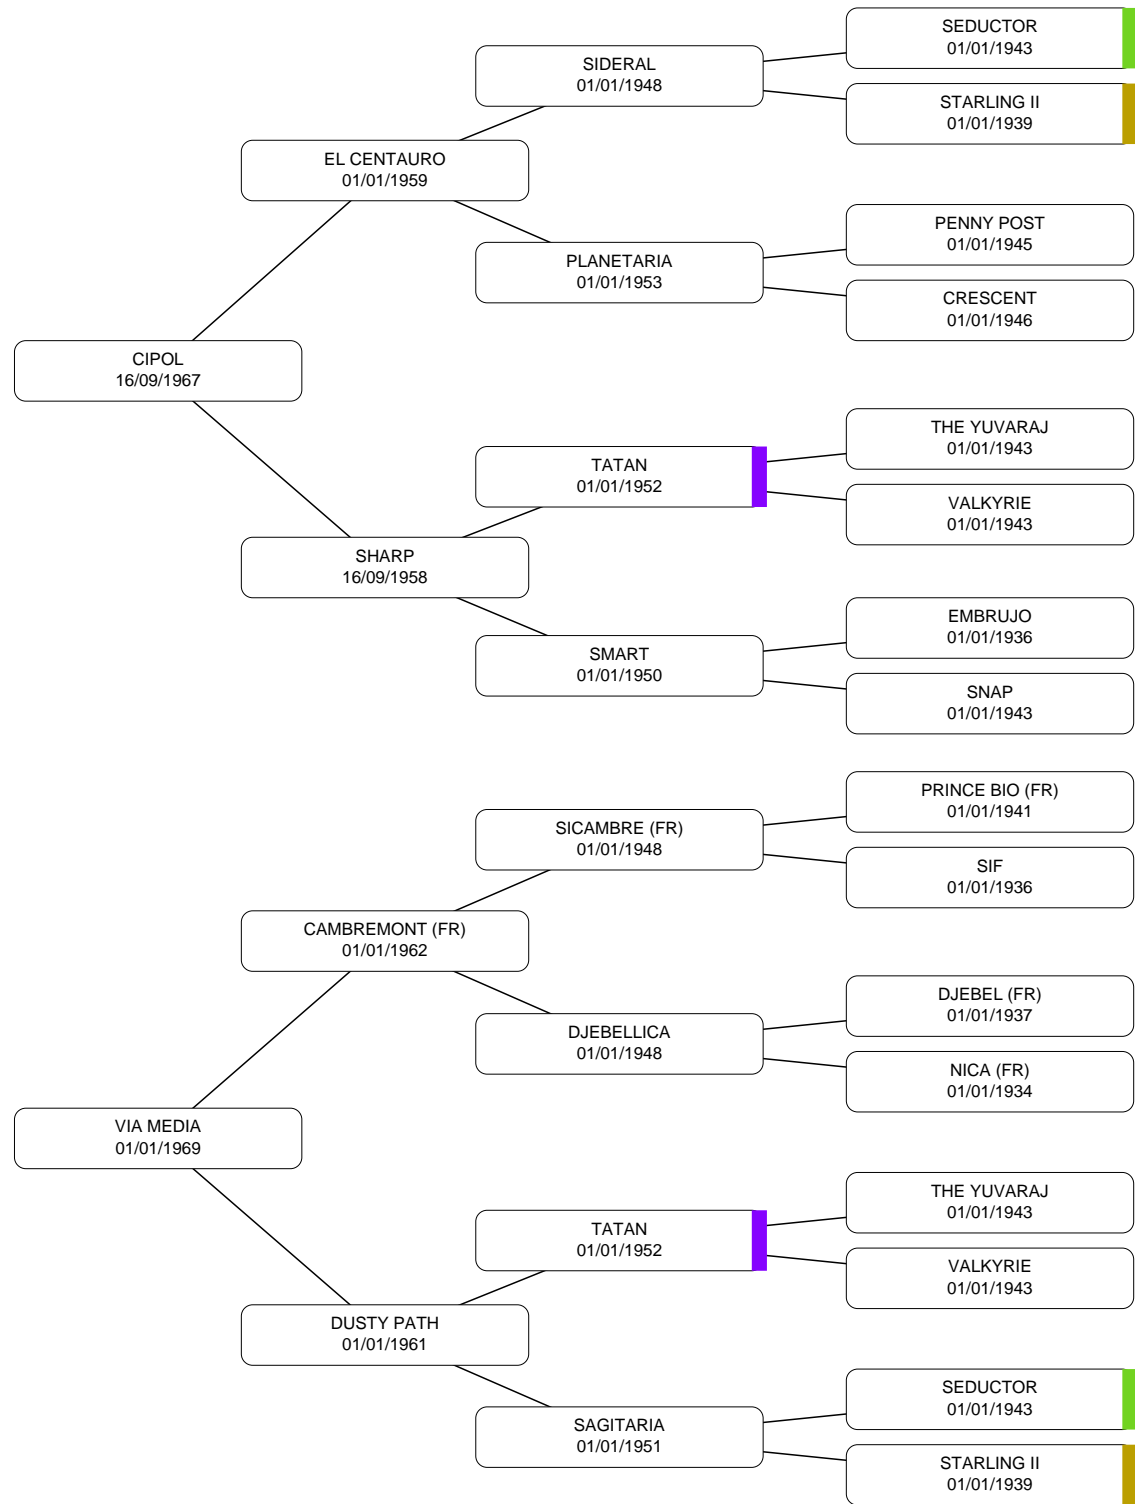 SEDUCTOR
01/01/1943
SIDERAL
01/01/1948
STARLING II
01/01/1939
EL CENTAURO
01/01/1959
PENNY POST
01/01/1945
PLANETARIA
01/01/1953
CRESCENT
01/01/1946
CIPOL
16/09/1967
THE YUVARAJ
01/01/1943
TATAN
01/01/1952
VALKYRIE
01/01/1943
SHARP
16/09/1958
EMBRUJO
01/01/1936
SMART
01/01/1950
SNAP
01/01/1943
PRINCE BIO (FR)
01/01/1941
SICAMBRE (FR)
01/01/1948
SIF
01/01/1936
CAMBREMONT (FR)
01/01/1962
DJEBEL (FR)
01/01/1937
DJEBELLICA
01/01/1948
NICA (FR)
01/01/1934
VIA MEDIA
01/01/1969
THE YUVARAJ
01/01/1943
TATAN
01/01/1952
VALKYRIE
01/01/1943
DUSTY PATH
01/01/1961
SEDUCTOR
01/01/1943
SAGITARIA
01/01/1951
STARLING II
01/01/1939